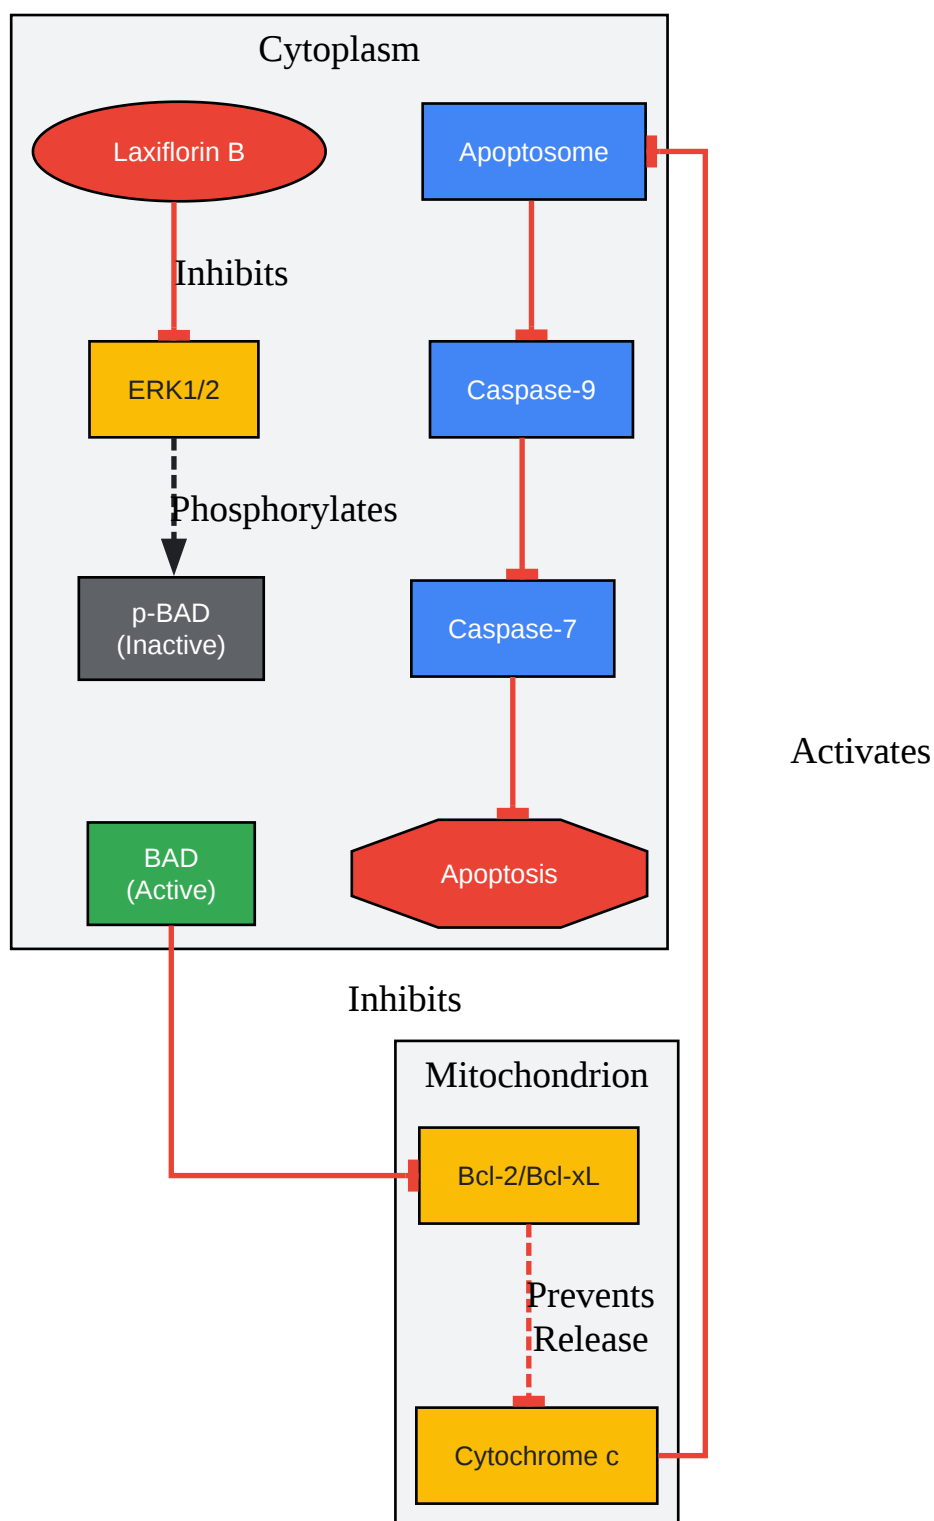 Cytoplasm
Laxiflorin B
Apoptosome
Inhibits
ERK1/2
Caspase-9
Phosphorylates
p-BAD
(Inactive)
Caspase-7
Activates
BAD
(Active)
Apoptosis
Inhibits
Mitochondrion
Bcl-2/Bcl-xL
Prevents
Release
Cytochrome c